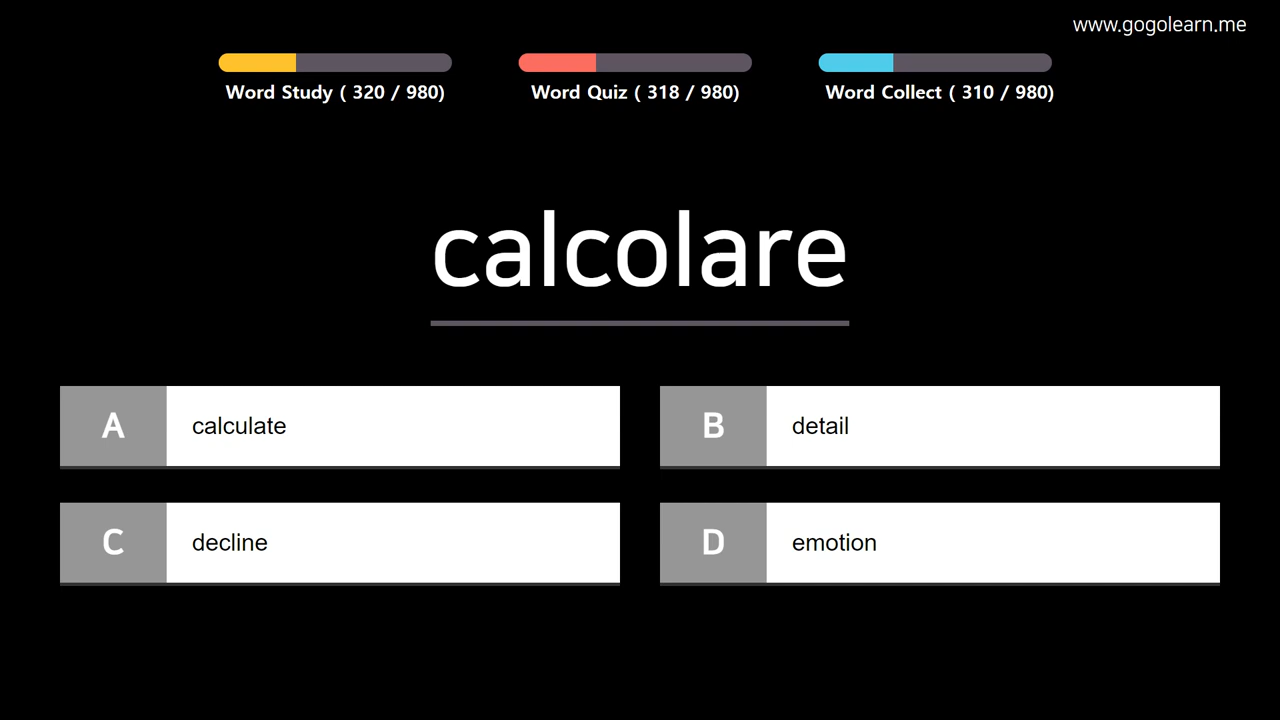 www.gogolearn.me
Word Study ( 320 / 980)
Word Quiz ( 318 / 980)
Word Collect ( 310 / 980)
calcolare
A calculate
B detail
C decline
D emotion